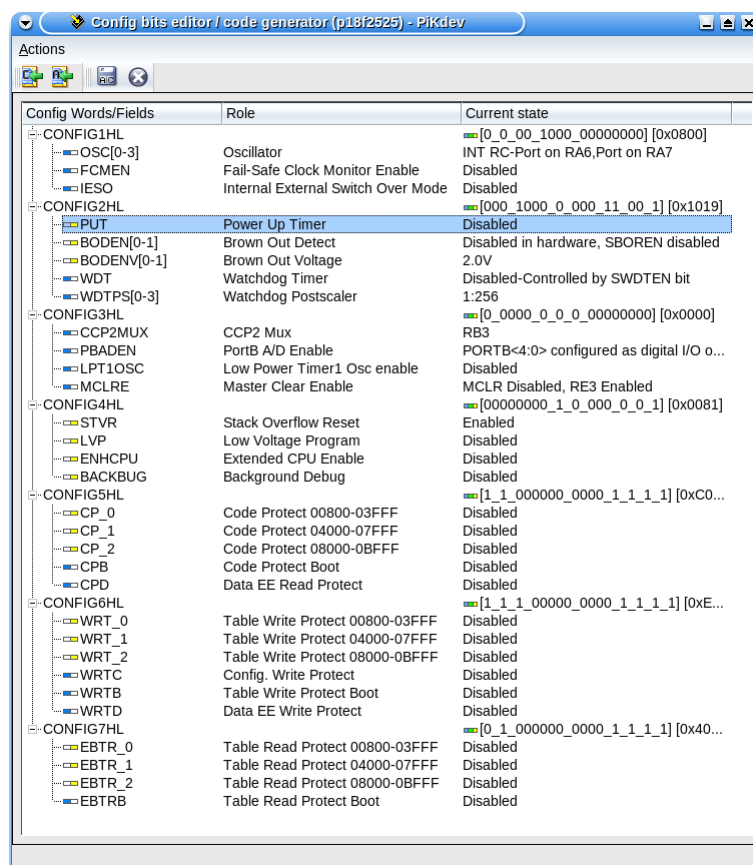 Config bits editor / code generator (p18f2525) - PiKdev
Actions
Config Words/Fields Role Current state
CONFIG1HL [0_0_00_1000_00000000] [0x0800]
OSC[0-3] Oscillator INT RC-Port on RA6,Port on RA7
FCMEN Fail-Safe Clock Monitor Enable Disabled
IESO Internal External Switch Over Mode Disabled
CONFIG2HL [000_1000_0_000_11_00_1] [0x1019]
PUT Power Up Timer Disabled
BODEN[0-1] Brown Out Detect Disabled in hardware, SBOREN disabled
BODENV[0-1] Brown Out Voltage 2.0V
WDT Watchdog Timer Disabled-Controlled by SWDTEN bit
WDTPS[0-3] Watchdog Postscaler 1:256
CONFIG3HL [0_0000_0_0_0_00000000] [0x0000]
CCP2MUX CCP2 Mux RB3
PBADEN PortB A/D Enable PORTB<4:0> configured as digital I/O o...
LPT1OSC Low Power Timer1 Osc enable Disabled
MCLRE Master Clear Enable MCLR Disabled, RE3 Enabled
CONFIG4HL [00000000_1_0_000_0_0_1] [0x0081]
STVR Stack Overflow Reset Enabled
LVP Low Voltage Program Disabled
ENHCPU Extended CPU Enable Disabled
BACKBUG Background Debug Disabled
CONFIG5HL [1_1_000000_0000_1_1_1_1] [0xC0...
CP_0 Code Protect 00800-03FFF Disabled
CP_1 Code Protect 04000-07FFF Disabled
CP_2 Code Protect 08000-0BFFF Disabled
CPB Code Protect Boot Disabled
CPD Data EE Read Protect Disabled
CONFIG6HL [1_1_1_00000_0000_1_1_1_1] [0xE...
WRT_0 Table Write Protect 00800-03FFF Disabled
WRT_1 Table Write Protect 04000-07FFF Disabled
WRT_2 Table Write Protect 08000-0BFFF Disabled
WRTC Config. Write Protect Disabled
WRTB Table Write Protect Boot Disabled
WRTD Data EE Write Protect Disabled
CONFIG7HL [0_1_000000_0000_1_1_1_1] [0x40...
EBTR_0 Table Read Protect 00800-03FFF Disabled
EBTR_1 Table Read Protect 04000-07FFF Disabled
EBTR_2 Table Read Protect 08000-0BFFF Disabled
EBTRB Table Read Protect Boot Disabled